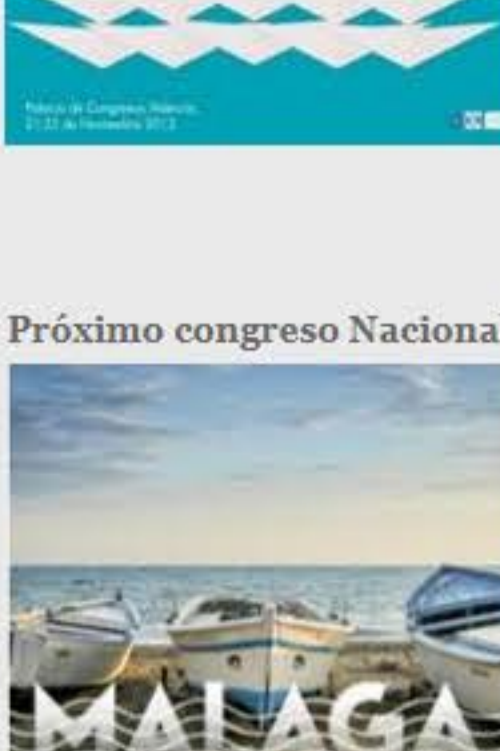 Palacio de Congresos Valencia
21-22 de Noviembre 2013
Próximo congreso Naciona
MALAGA